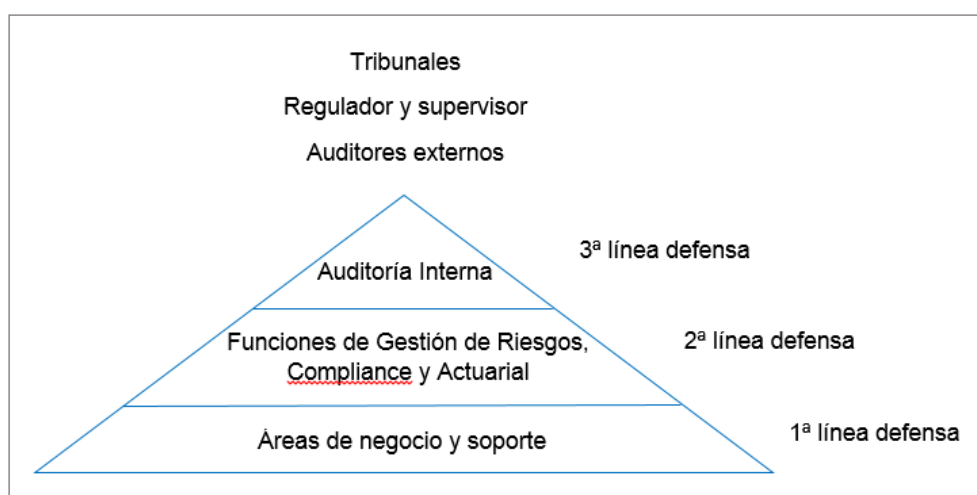 Tribunales
Regulador y supervisor
Auditores externos
3ª línea defensa
Auditoría Interna
Funciones de Gestión de Riesgos,
Compliance y Actuarial
2ª línea defensa
Áreas de negocio y soporte
1ª línea defensa